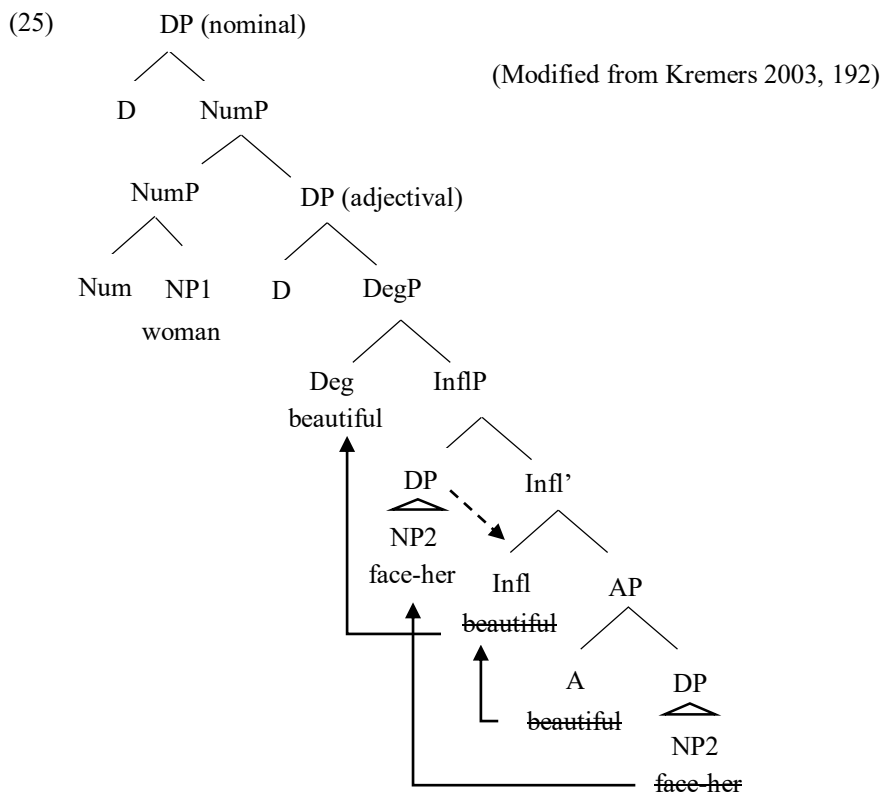 (25) DP (nominal)
(Modified from Kremers 2003, 192)
D NumP
NumP DP (adjectival)
Num NP1 D DegP
woman
Deg InflP
beautiful
DP Infl’
NP2
face-her Infl AP
beautiful
A DP
beautiful
NP2
face-her